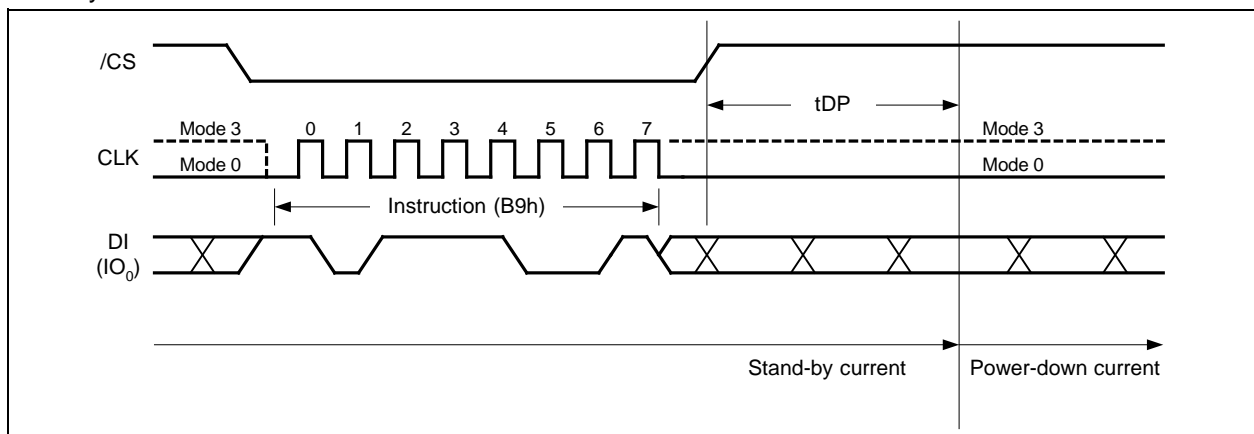 /CS
tDP
0 1 2 3 4 5 6 7
Mode 3 Mode 3
CLK
Mode 0 Mode 0
Instruction (B9h)
DI
(IO₀)
Stand-by current Power-down current